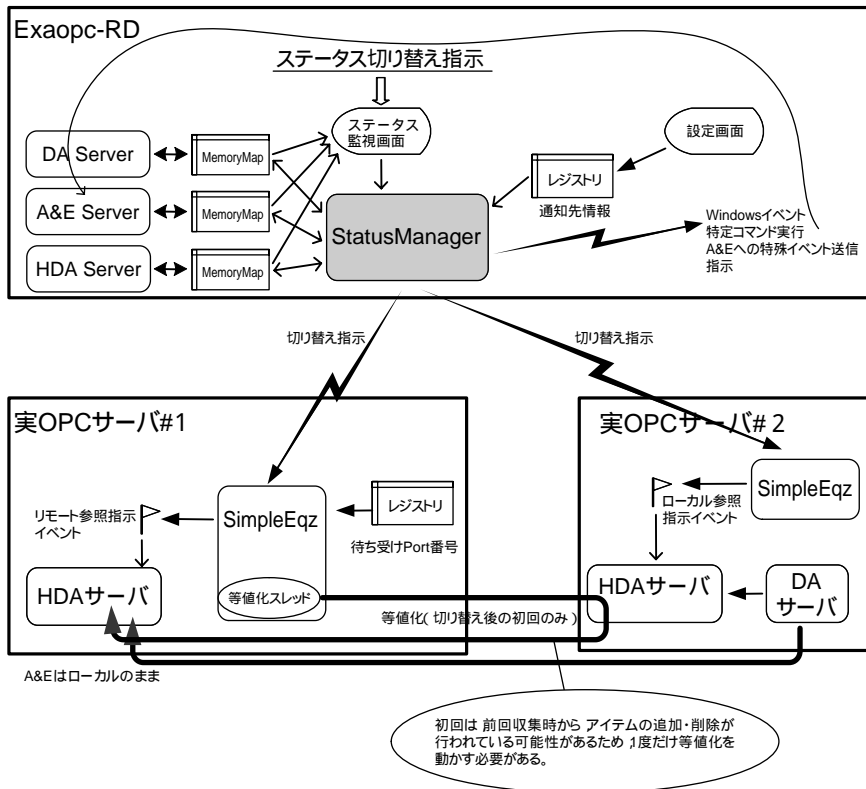 Exaopc-RD
ステータス切り替え指示
ステータス
監視画面
設定画面
DA Server
MemoryMap
A&E Server
MemoryMap
HDA Server
MemoryMap
StatusManager
レジストリ
通知先情報
Windowsイベント
特定コマンド実行
A&Eへの特殊イベント送信
指示
切り替え指示
切り替え指示
実OPCサーバ#1
リモート参照指示
イベント
SimpleEqz
レジストリ
待ち受けPort番号
HDAサーバ
等値化スレッド
等値化(切り替え後の初回のみ)
A&Eはローカルのまま
実OPCサーバ#2
SimpleEqz
ローカル参照
指示イベント
HDAサーバ
DA
サーバ
初回は 前回収集時から アイテムの追加・削除が
行われている可能性があるため ,1度だけ等値化を
動かす必要がある。